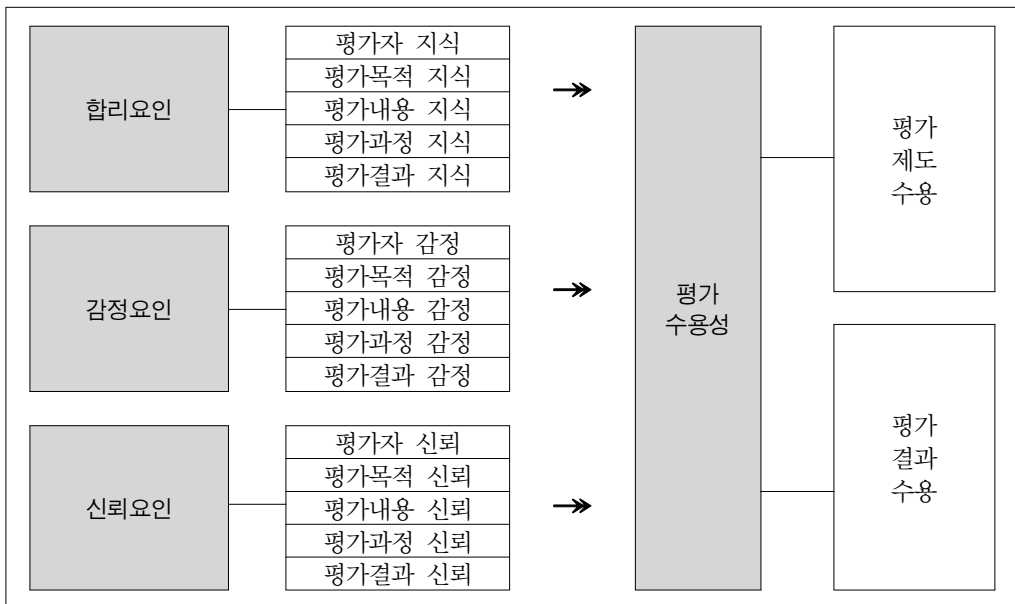 합리요인
평가자 지식
평가목적 지식
평가내용 지식
평가과정 지식
평가결과 지식
감정요인
평가자 감정
평가목적 감정
평가내용 감정
평가과정 감정
평가결과 감정
신뢰요인
평가자 신뢰
평가목적 신뢰
평가내용 신뢰
평가과정 신뢰
평가결과 신뢰
평가
수용성
평가
제도
수용
평가
결과
수용